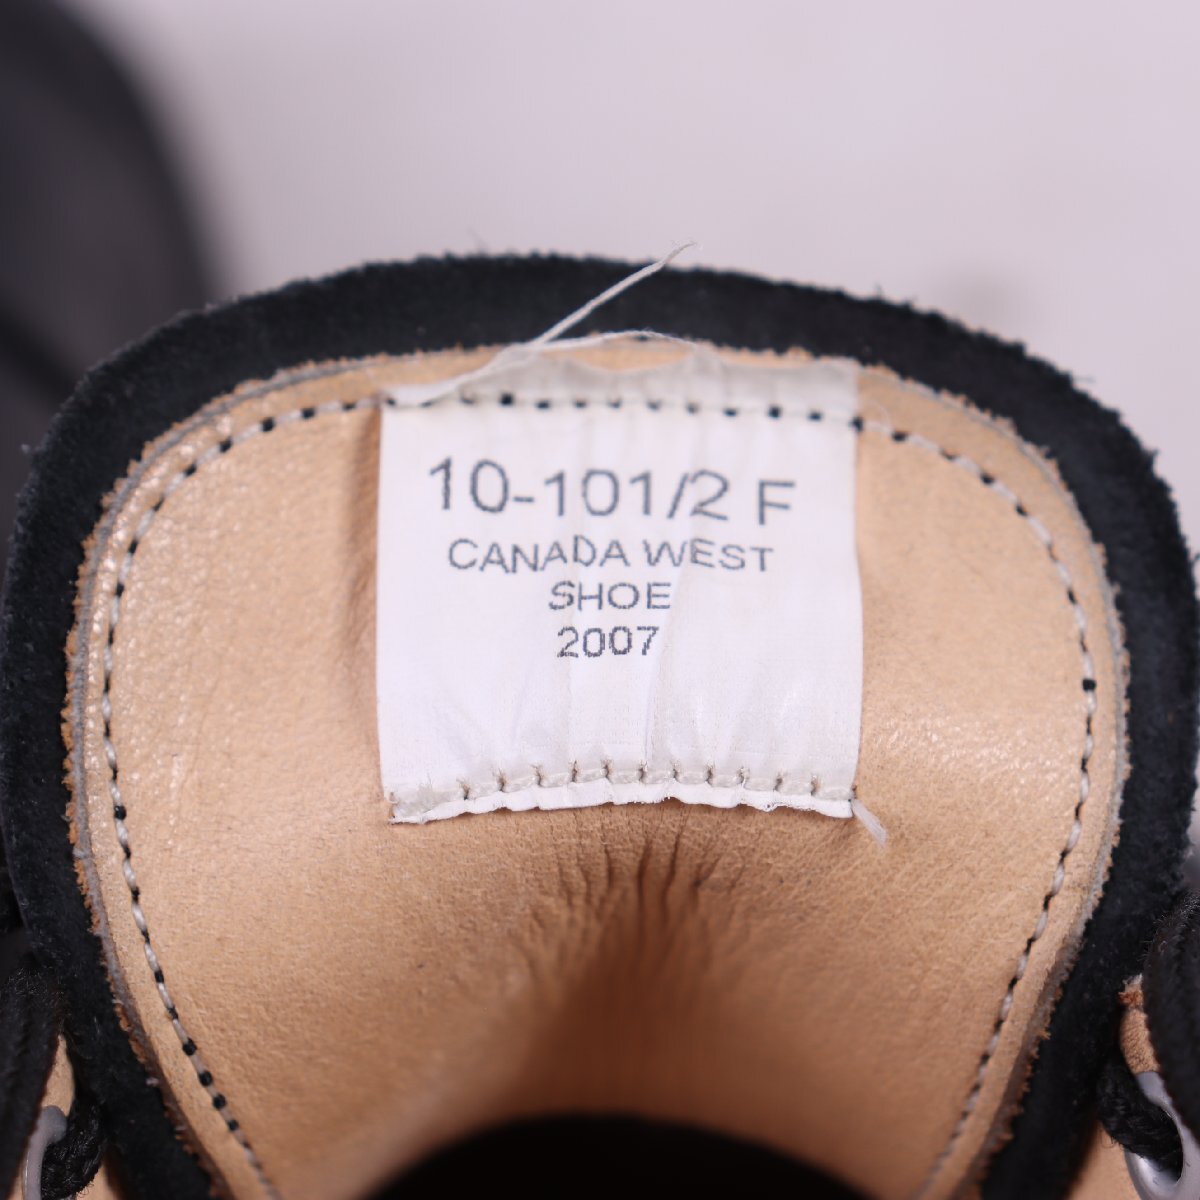 10-101/2 F
CANADA WEST
SHOE
2007